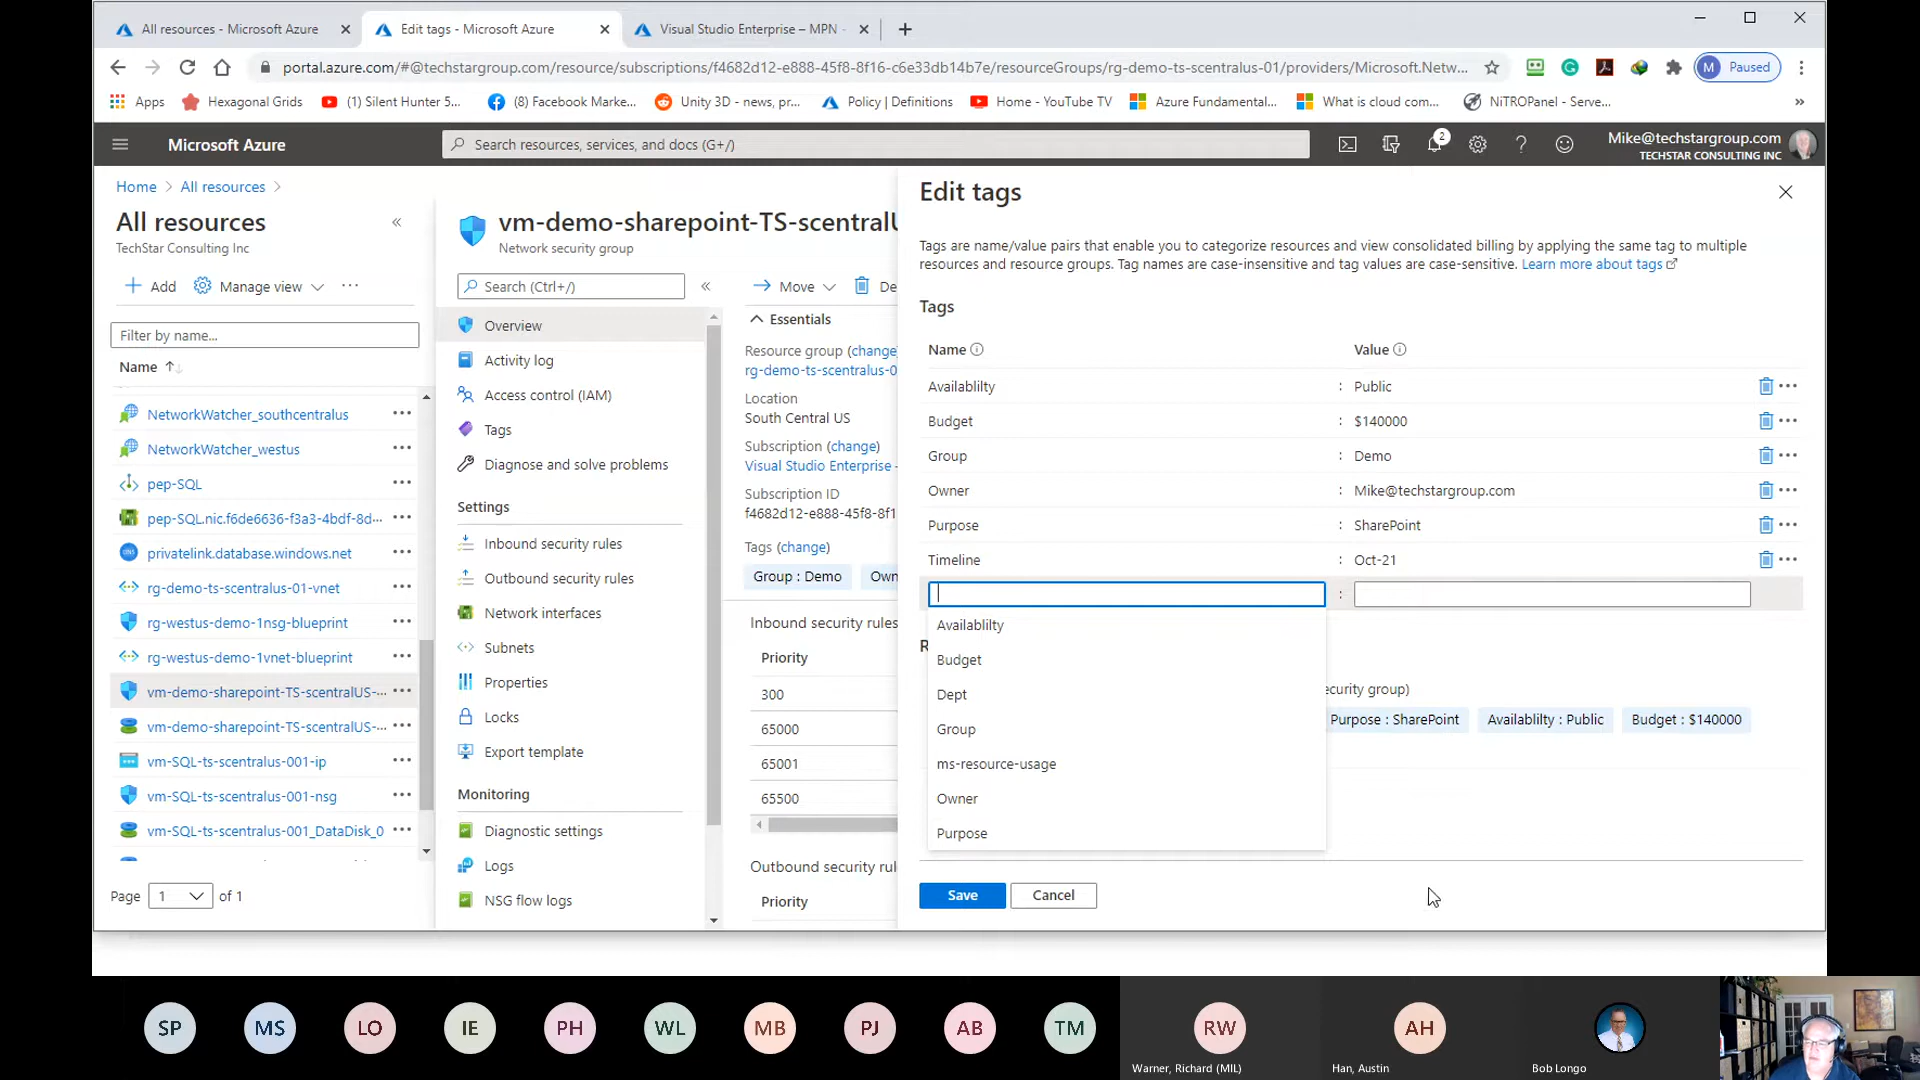 All resources - Microsoft Azure
Edit tags - Microsoft Azure
Visual Studio Enterprise – MPN -
portal.azure.com/#@techstargroup.com/resource/subscriptions/f4682d12-e888-45f8-8f16-c6e33db14b7e/resourceGroups/rg-demo-ts-scentralus-01/providers/Microsoft.Netw...
M Paused
Apps
Hexagonal Grids
(1) Silent Hunter 5...
(8) Facebook Marke...
Unity 3D - news, pr...
Policy | Definitions
Home - YouTube TV
Azure Fundamental...
What is cloud com...
NiTROPanel - Serve...
»
Microsoft Azure
Search resources, services, and docs (G+/)
2
Mike@techstargroup.com
TECHSTAR CONSULTING INC
Home > All resources >
All resources
TechStar Consulting Inc
«
Add
Manage view
...
Filter by name...
Name ↑↓
NetworkWatcher_southcentralus
NetworkWatcher_westus
pep-SQL
pep-SQL.nic.f6de6636-f3a3-4bdf-8d...
privatelink.database.windows.net
rg-demo-ts-scentralus-01-vnet
rg-westus-demo-1nsg-blueprint
rg-westus-demo-1vnet-blueprint
vm-demo-sharepoint-TS-scentralUS-...
vm-demo-sharepoint-TS-scentralUS-...
vm-SQL-ts-scentralus-001-ip
vm-SQL-ts-scentralus-001-nsg
vm-SQL-ts-scentralus-001_DataDisk_0
Page 1 of 1
vm-demo-sharepoint-TS-scentralU
Network security group
Search (Ctrl+/)
«
Overview
Activity log
Access control (IAM)
Tags
Diagnose and solve problems
Settings
Inbound security rules
Outbound security rules
Network interfaces
Subnets
Properties
Locks
Export template
Monitoring
Diagnostic settings
Logs
NSG flow logs
Move
De
Essentials
Resource group (change)
rg-demo-ts-scentralus-0
Location
South Central US
Subscription (change)
Visual Studio Enterprise -
Subscription ID
f4682d12-e888-45f8-8f1
Tags (change)
Group : Demo
Own
Inbound security rules
Priority
300
65000
65001
65500
Outbound security rul
Priority
Edit tags
Tags are name/value pairs that enable you to categorize resources and view consolidated billing by applying the same tag to multiple
resources and resource groups. Tag names are case-insensitive and tag values are case-sensitive. Learn more about tags
Tags
Name
Value
Availablilty : Public
Budget : $140000
Group : Demo
Owner : Mike@techstargroup.com
Purpose : SharePoint
Timeline : Oct-21
:
Availablilty
Budget
Dept
Group
ms-resource-usage
Owner
Purpose
R
ecurity group)
Purpose : SharePoint
Availablilty : Public
Budget : $140000
Save
Cancel
SP
MS
LO
IE
PH
WL
MB
PJ
AB
TM
RW
Warner, Richard (MIL)
AH
Han, Austin
Bob Longo